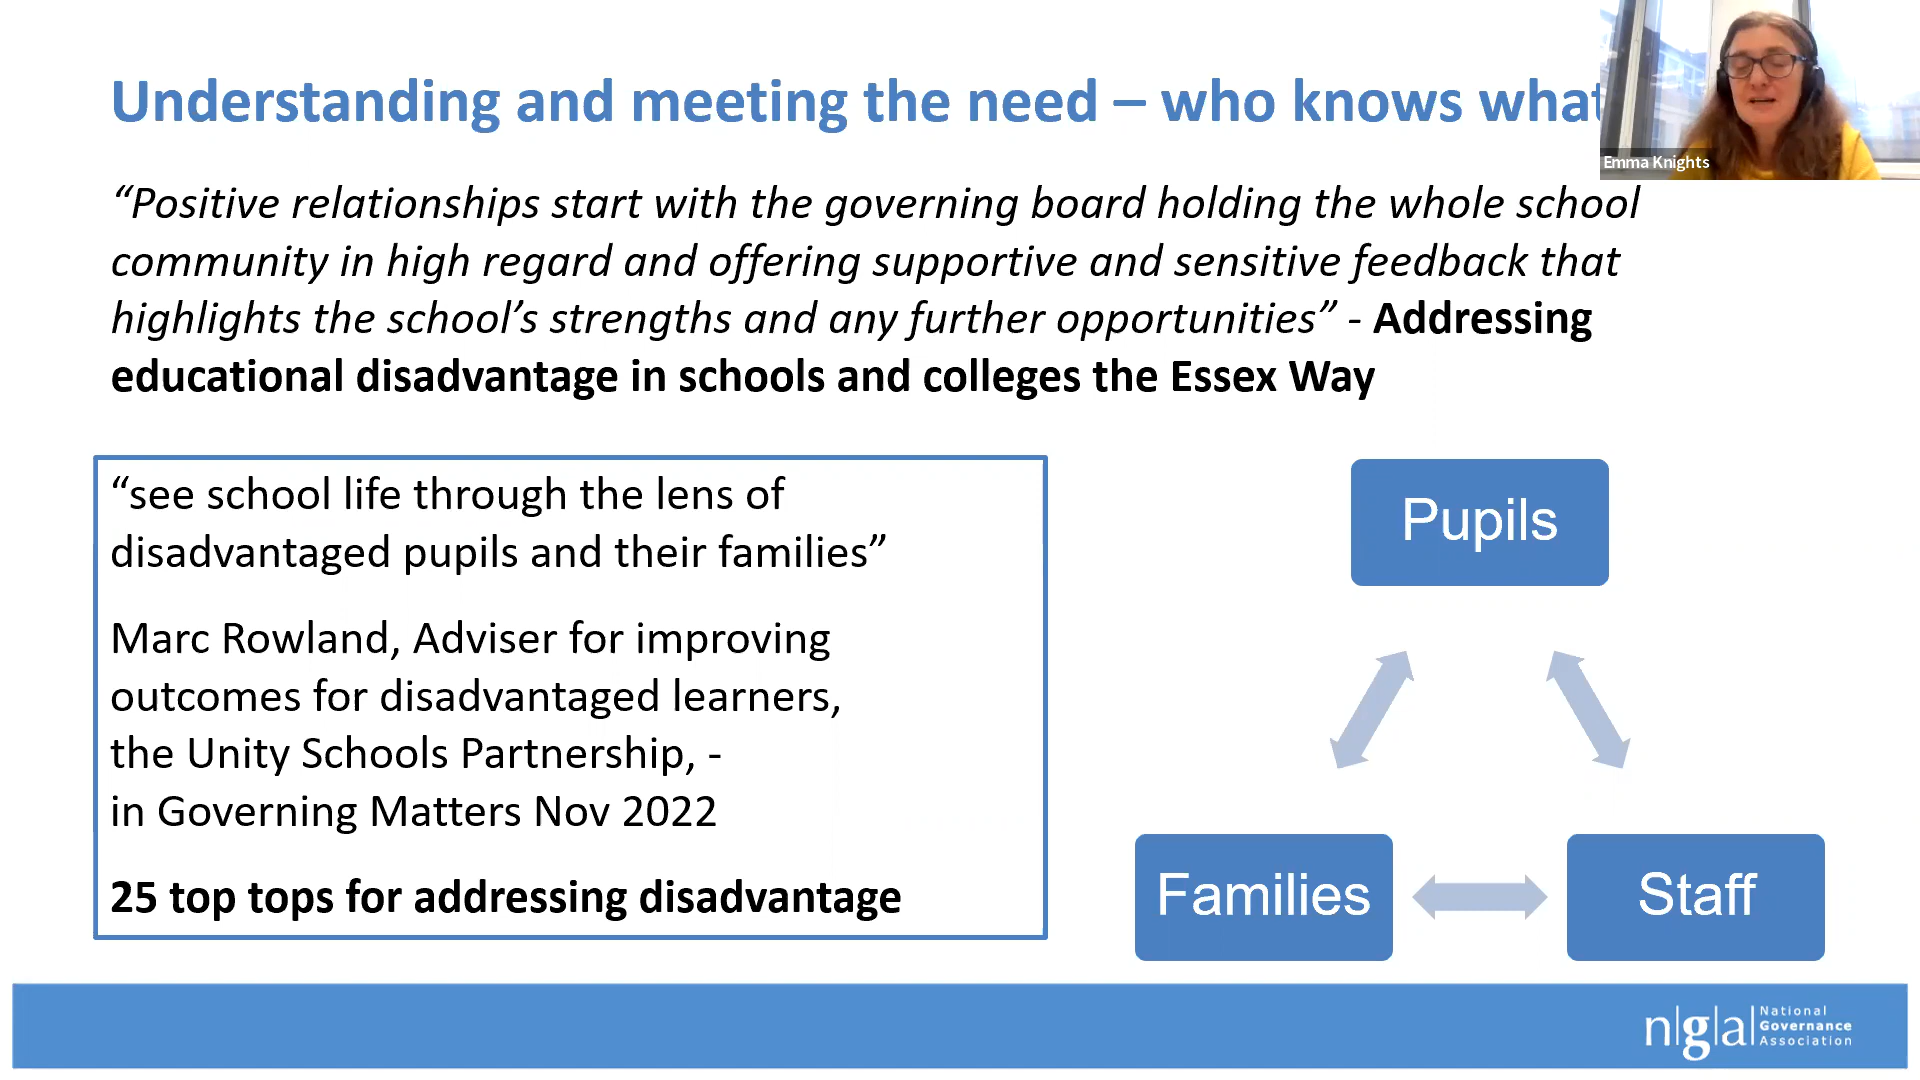 Understanding and meeting the need – who knows what
Emma Knights
“Positive relationships start with the governing board holding the whole school
community in high regard and offering supportive and sensitive feedback that
highlights the school’s strengths and any further opportunities” - Addressing
educational disadvantage in schools and colleges the Essex Way
“see school life through the lens of
disadvantaged pupils and their families”
Marc Rowland, Adviser for improving
outcomes for disadvantaged learners,
the Unity Schools Partnership, -
in Governing Matters Nov 2022
25 top tops for addressing disadvantage
Pupils
Families
Staff
n|g|a|
National
Governance
Association